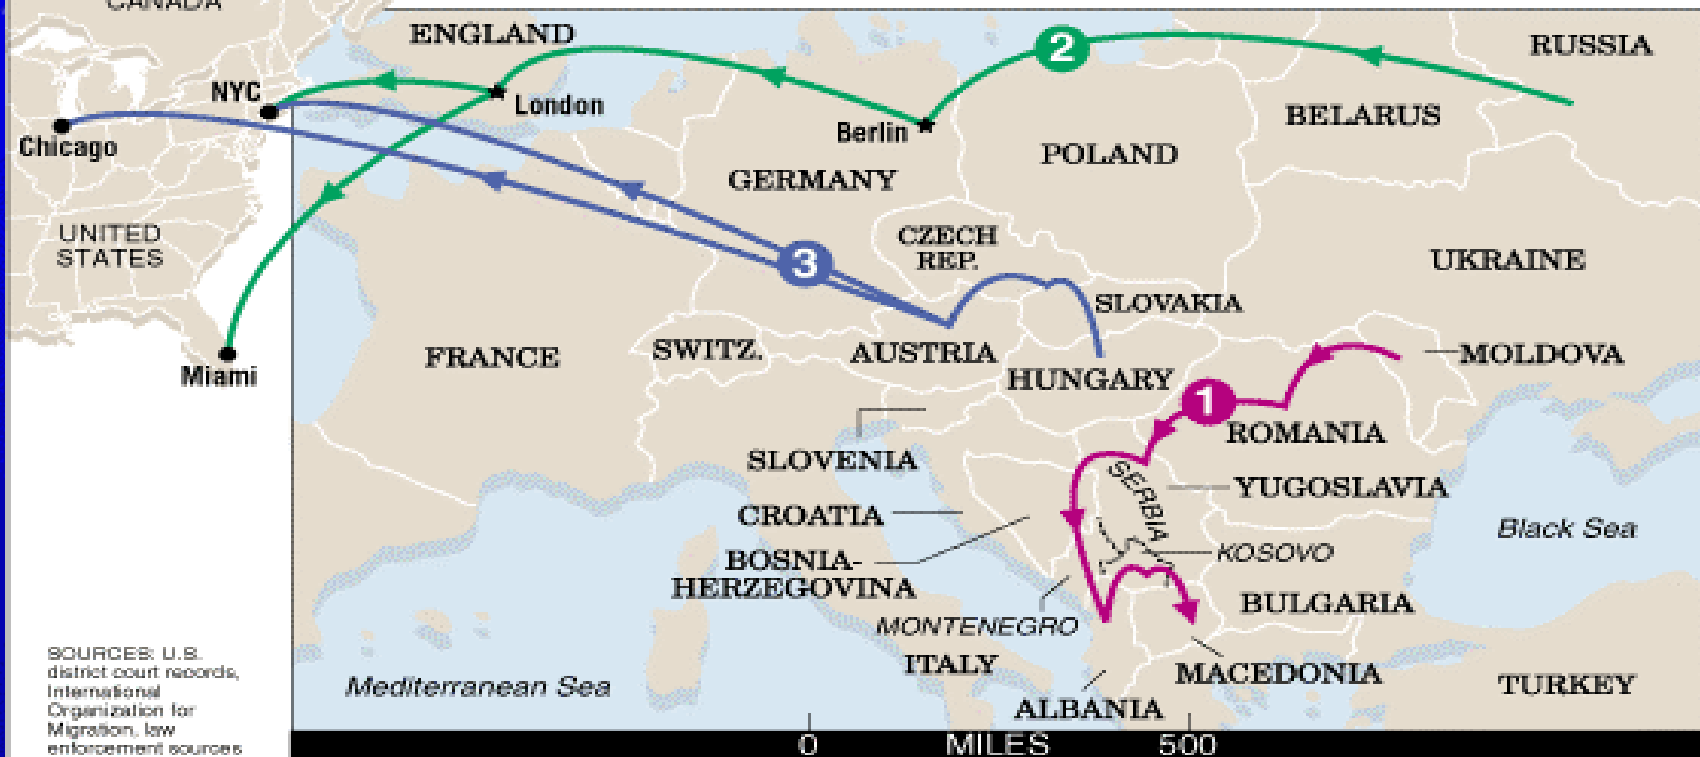 CANADA
ENGLAND
RUSSIA
2
NYC
London
BELARUS
Berlin
Chicago
POLAND
GERMANY
UNITED
STATES
CZECH
REP.
UKRAINE
3
SLOVAKIA
FRANCE
SWITZ.
AUSTRIA
MOLDOVA
Miami
HUNGARY
1
ROMANIA
SLOVENIA
SERBIA
YUGOSLAVIA
CROATIA
Black Sea
KOSOVO
BOSNIA-
HERZEGOVINA
BULGARIA
MONTENEGRO
ITALY
MACEDONIA
Mediterranean Sea
TURKEY
ALBANIA
SOURCES: U.S.
district court records,
International
Organization for
Migration, law
enforcement sources
0 MILES 500